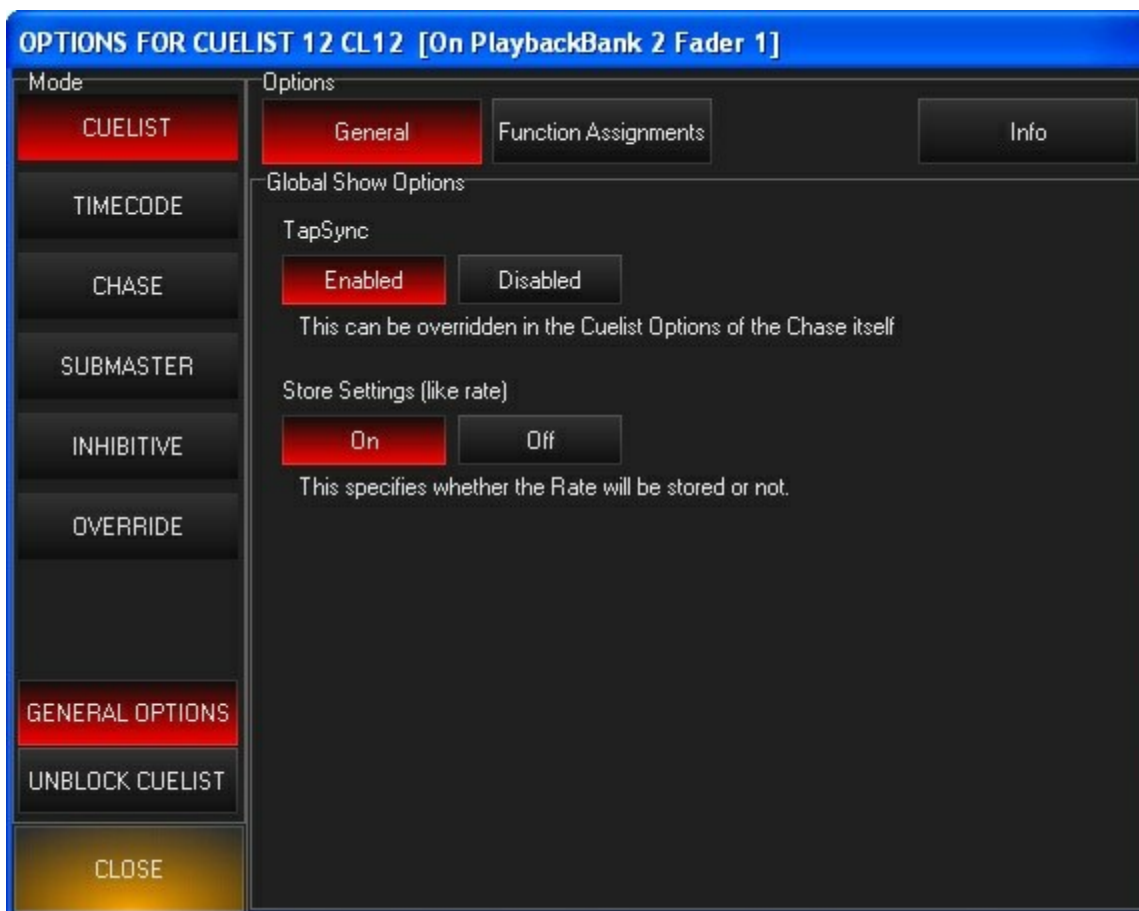 OPTIONS FOR CUELIST 12 CL12 [On PlaybackBank 2 Fader 1]
Mode
CUELIST
TIMECODE
CHASE
SUBMASTER
INHIBITIVE
OVERRIDE
GENERAL OPTIONS
UNBLOCK CUELIST
CLOSE
Options
General
Function Assignments
Info
Global Show Options
TapSync
Enabled
Disabled
This can be overridden in the Cuelist Options of the Chase itself
Store Settings (like rate)
On
Off
This specifies whether the Rate will be stored or not.